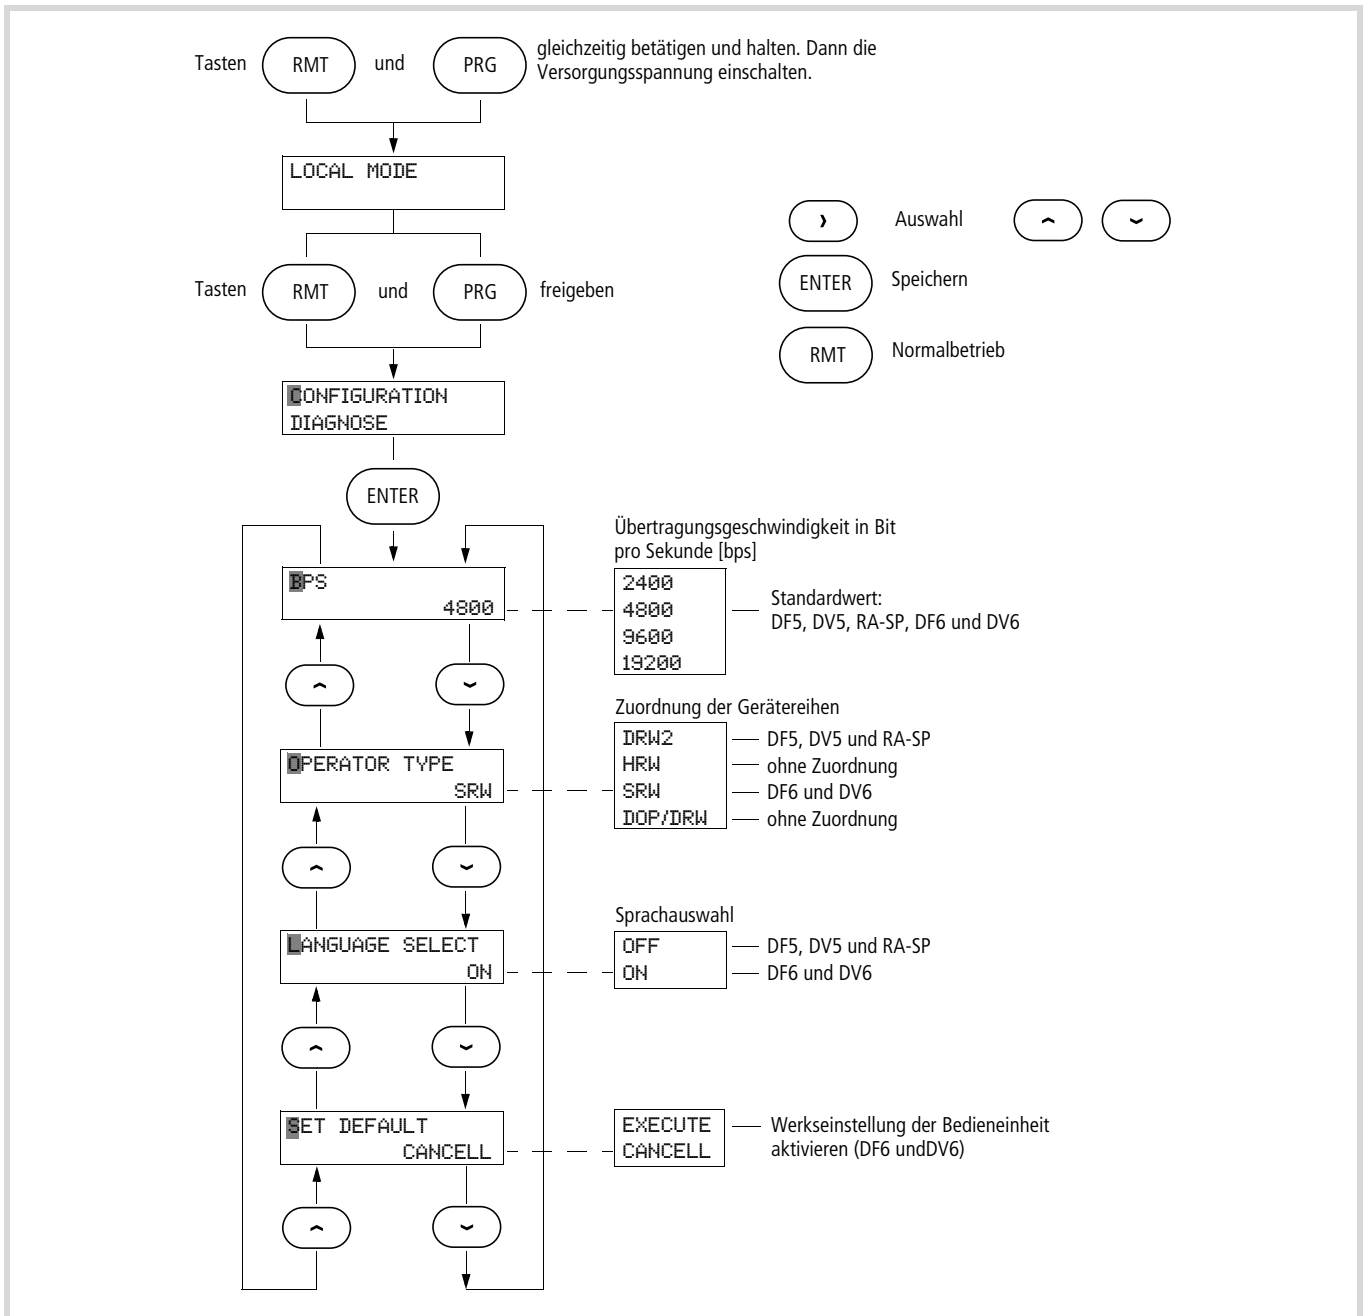 Tasten RMT und PRG gleichzeitig betätigen und halten. Dann die
Versorgungsspannung einschalten.
LOCAL MODE
Auswahl
Tasten RMT und PRG freigeben
ENTER Speichern
RMT Normalbetrieb
CONFIGURATION
DIAGNOSE
ENTER
Übertragungsgeschwindigkeit in Bit
pro Sekunde [bps]
BPS
4800
2400
4800
9600
19200
Standardwert:
DF5, DV5, RA-SP, DF6 und DV6
Zuordnung der Gerätereihen
OPERATOR TYPE
SRW
DRW2 DF5, DV5 und RA-SP
HRW ohne Zuordnung
SRW DF6 und DV6
DOP/DRW ohne Zuordnung
Sprachauswahl
LANGUAGE SELECT
ON
OFF DF5, DV5 und RA-SP
ON DF6 und DV6
SET DEFAULT
CANCELL
EXECUTE
CANCELL
Werkseinstellung der Bedieneinheit
aktivieren (DF6 undDV6)